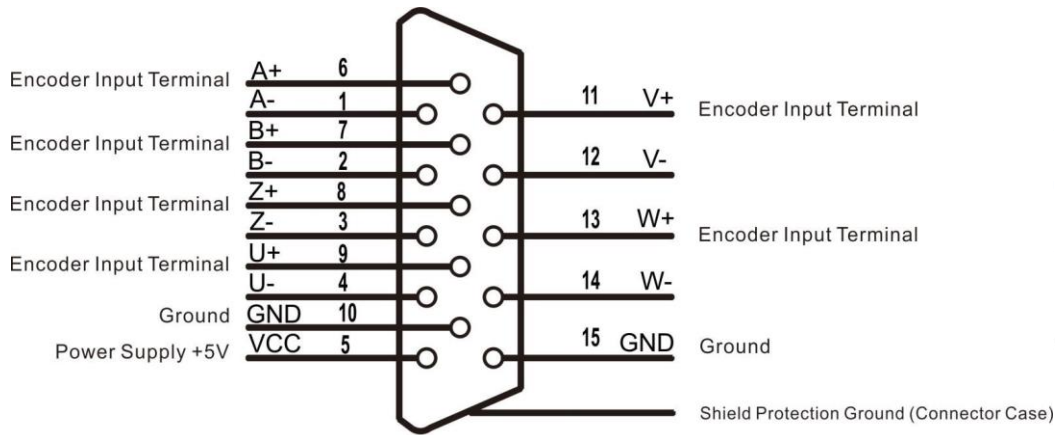 Encoder Input Terminal A+ 6
A- 1
Encoder Input Terminal B+ 7
B- 2
Encoder Input Terminal Z+ 8
Z- 3
Encoder Input Terminal U+ 9
U- 4
Ground GND 10
Power Supply +5V VCC 5
11 V+ Encoder Input Terminal
12 V-
13 W+ Encoder Input Terminal
14 W-
15 GND Ground
Shield Protection Ground (Connector Case)